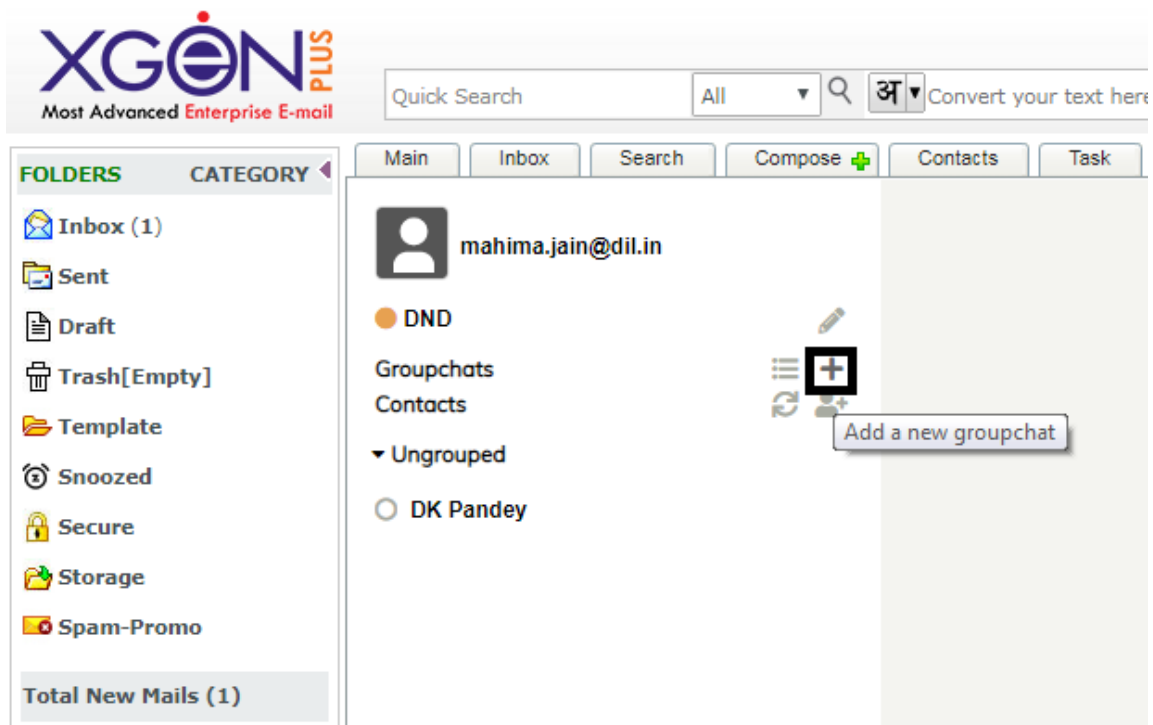 XGEN PLUS
Most Advanced Enterprise E-mail
Quick Search All अ Convert your text here
FOLDERS CATEGORY
Main Inbox Search Compose Contacts Task
Inbox (1)
Sent
Draft
Trash[Empty]
Template
Snoozed
Secure
Storage
Spam-Promo
Total New Mails (1)
mahima.jain@dil.in
DND
Groupchats
Contacts
Add a new groupchat
Ungrouped
DK Pandey